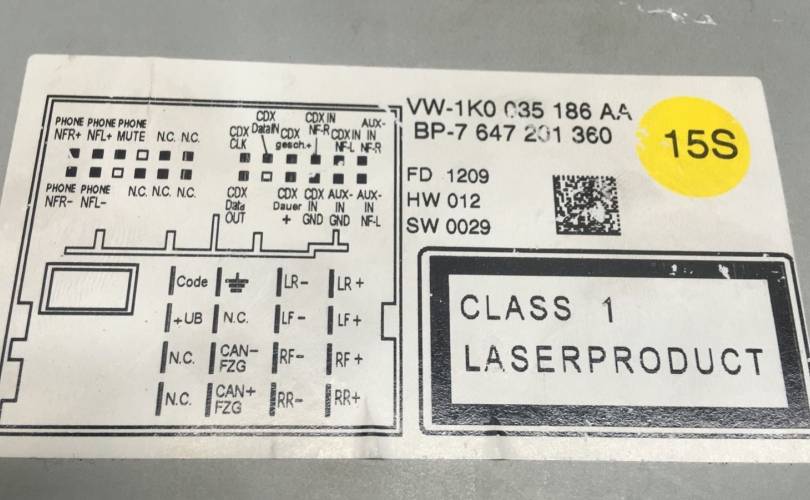 PHONE PHONE PHONE
NFR+ NFL+ MUTE N.C. N.C.
PHONE PHONE
NFR- NFL- N.C. N.C. N.C.
CDX
CLK
CDX
DataIN
CDX
gesch.+
CDX IN
NF-R
CDX IN
NF-L
AUX-
IN
NF-R
CDX
Data
OUT
CDX
Dauer
+
CDX
IN
GND
AUX-
IN
GND
AUX-
IN
NF-L
Code LR- LR+
+UB N.C. LF- LF+
N.C. CAN-
FZG RF- RF+
N.C. CAN+
FZG RR- RR+
VW-1K0 035 186 AA
BP-7 647 201 360
15S
FD 1209
HW 012
SW 0029
CLASS 1
LASERPRODUCT